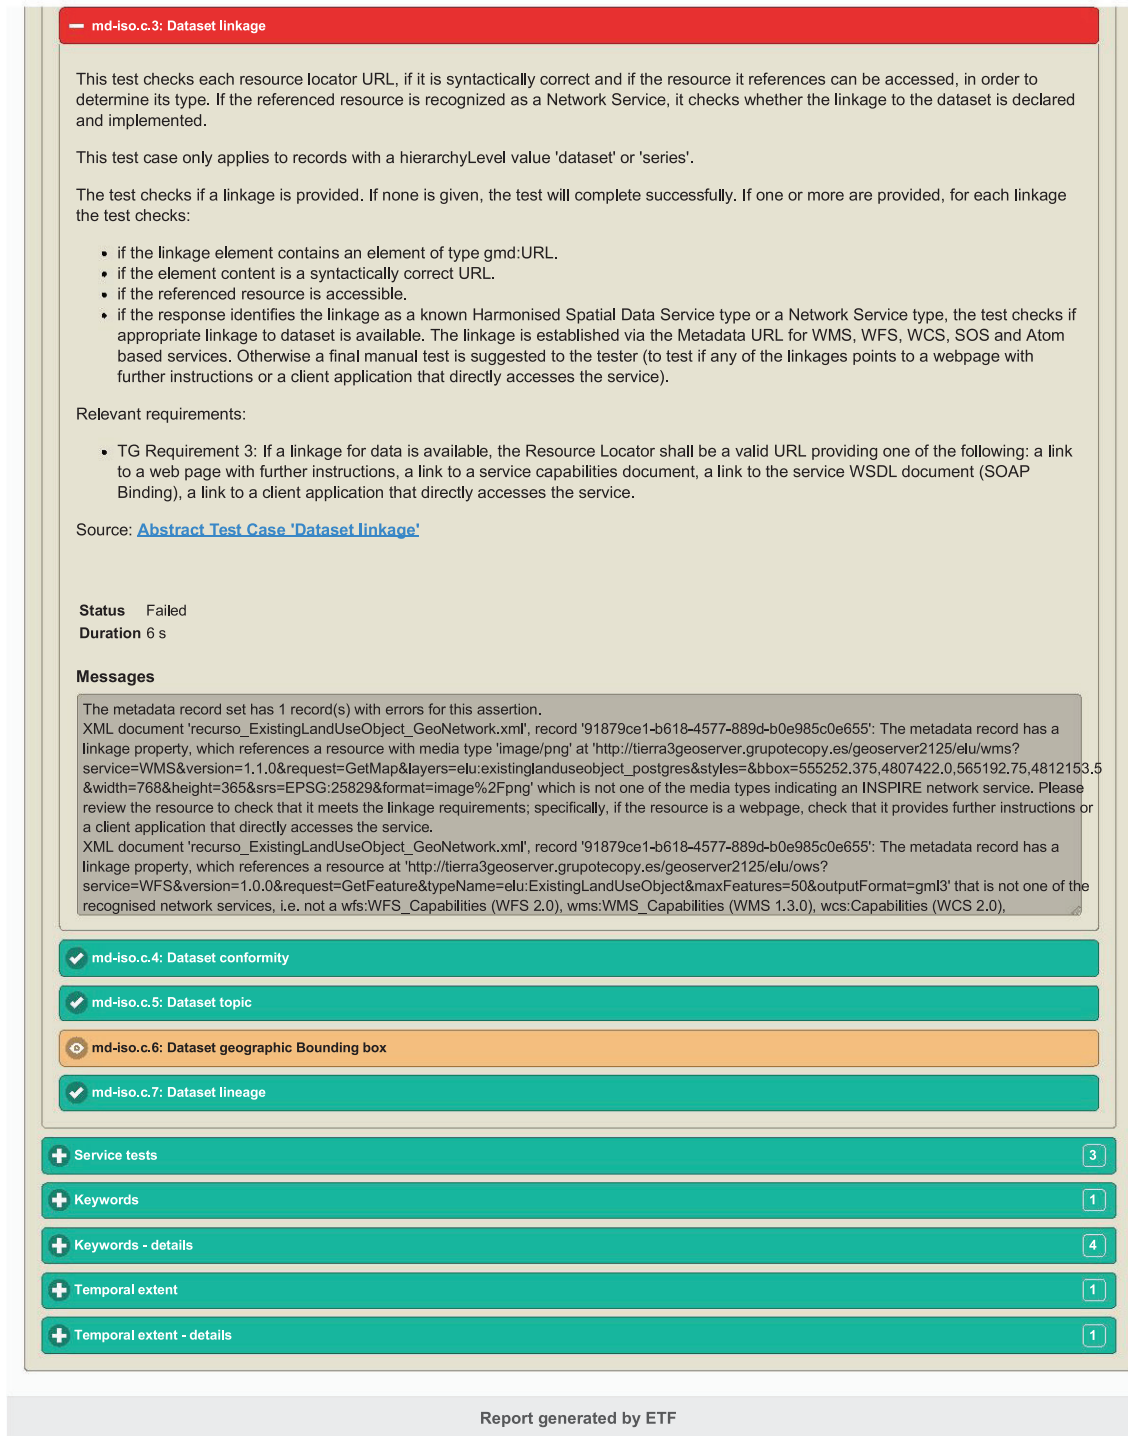 md-iso.c.3: Dataset linkage
This test checks each resource locator URL, if it is syntactically correct and if the resource it references can be accessed, in order to
determine its type. If the referenced resource is recognized as a Network Service, it checks whether the linkage to the dataset is declared
and implemented.
This test case only applies to records with a hierarchyLevel value 'dataset' or 'series'.
The test checks if a linkage is provided. If none is given, the test will complete successfully. If one or more are provided, for each linkage
the test checks:
• if the linkage element contains an element of type gmd:URL.
• if the element content is a syntactically correct URL.
• if the referenced resource is accessible.
• if the response identifies the linkage as a known Harmonised Spatial Data Service type or a Network Service type, the test checks if
appropriate linkage to dataset is available. The linkage is established via the Metadata URL for WMS, WFS, WCS, SOS and Atom
based services. Otherwise a final manual test is suggested to the tester (to test if any of the linkages points to a webpage with
further instructions or a client application that directly accesses the service).
Relevant requirements:
• TG Requirement 3: If a linkage for data is available, the Resource Locator shall be a valid URL providing one of the following: a link
to a web page with further instructions, a link to a service capabilities document, a link to the service WSDL document (SOAP
Binding), a link to a client application that directly accesses the service.
Source: Abstract Test Case 'Dataset linkage'
Status Failed
Duration 6 s
Messages
The metadata record set has 1 record(s) with errors for this assertion.
XML document 'recurso_ExistingLandUseObject_GeoNetwork.xml', record '91879ce1-b618-4577-889d-b0e985c0e655': The metadata record has a
linkage property, which references a resource with media type 'image/png' at 'http://tierra3geoserver.grupotecopy.es/geoserver2125/elu/wms?
service=WMS&version=1.1.0&request=GetMap&layers=elu:existinglanduseobject_postgres&styles=&bbox=555252.375,4807422.0,565192.75,4812153.5
&width=768&height=365&srs=EPSG:25829&format=image%2Fpng' which is not one of the media types indicating an INSPIRE network service. Please
review the resource to check that it meets the linkage requirements; specifically, if the resource is a webpage, check that it provides further instructions or
a client application that directly accesses the service.
XML document 'recurso_ExistingLandUseObject_GeoNetwork.xml', record '91879ce1-b618-4577-889d-b0e985c0e655': The metadata record has a
linkage property, which references a resource at 'http://tierra3geoserver.grupotecopy.es/geoserver2125/elu/ows?
service=WFS&version=1.0.0&request=GetFeature&typeName=elu:ExistingLandUseObject&maxFeatures=50&outputFormat=gml3' that is not one of the
recognised network services, i.e. not a wfs:WFS_Capabilities (WFS 2.0), wms:WMS_Capabilities (WMS 1.3.0), wcs:Capabilities (WCS 2.0),
md-iso.c.4: Dataset conformity
md-iso.c.5: Dataset topic
md-iso.c.6: Dataset geographic Bounding box
md-iso.c.7: Dataset lineage
Service tests 3
Keywords 1
Keywords - details 4
Temporal extent 1
Temporal extent - details 1
Report generated by ETF